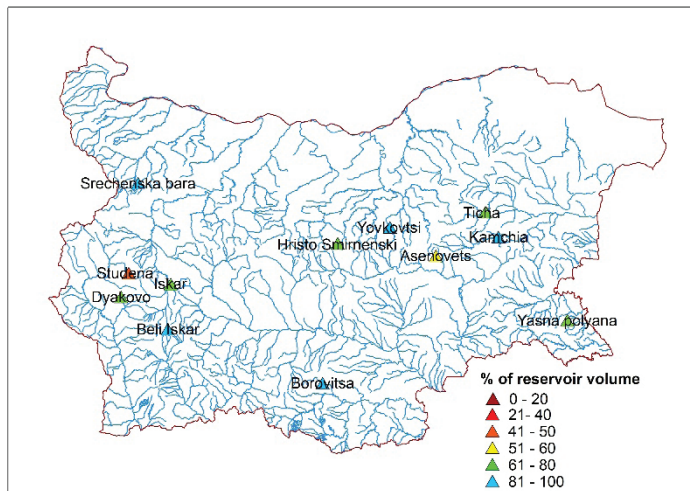 Srechenska bara
Ticha
Yovkovtsi
Kamchia
Hristo Smirnenski
Asenovets
Studena
Iskar
Dyakovo
Yasna polyana
Beli Iskar
Borovitsa
% of reservoir volume
0 - 20
21- 40
41 - 50
51 - 60
61 - 80
81 - 100